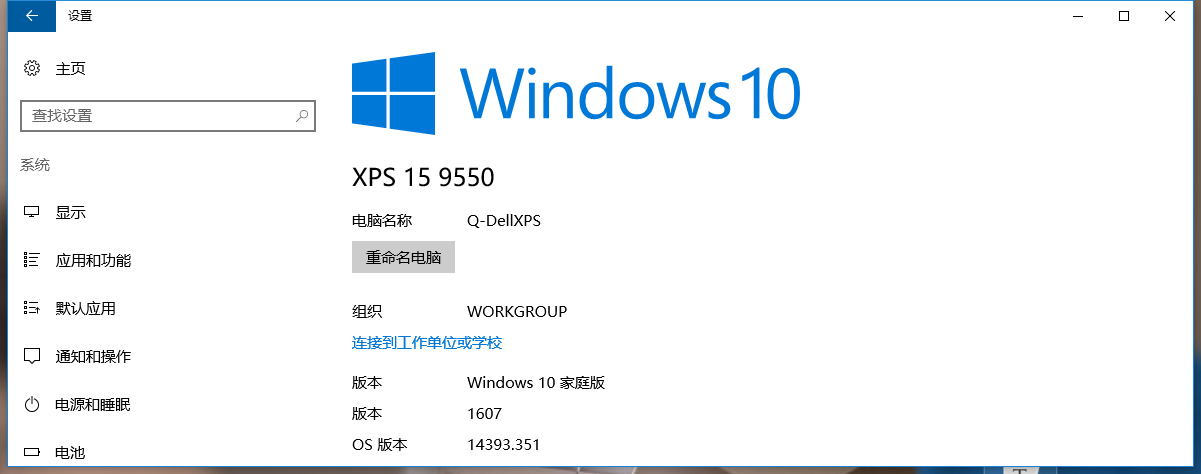 设置
主页
查找设置
系统
显示
应用和功能
默认应用
通知和操作
电源和睡眠
电池
Windows 10
XPS 15 9550
电脑名称 Q-DellXPS
重命名电脑
组织 WORKGROUP
连接到工作单位或学校
版本 Windows 10 家庭版
版本 1607
OS 版本 14393.351